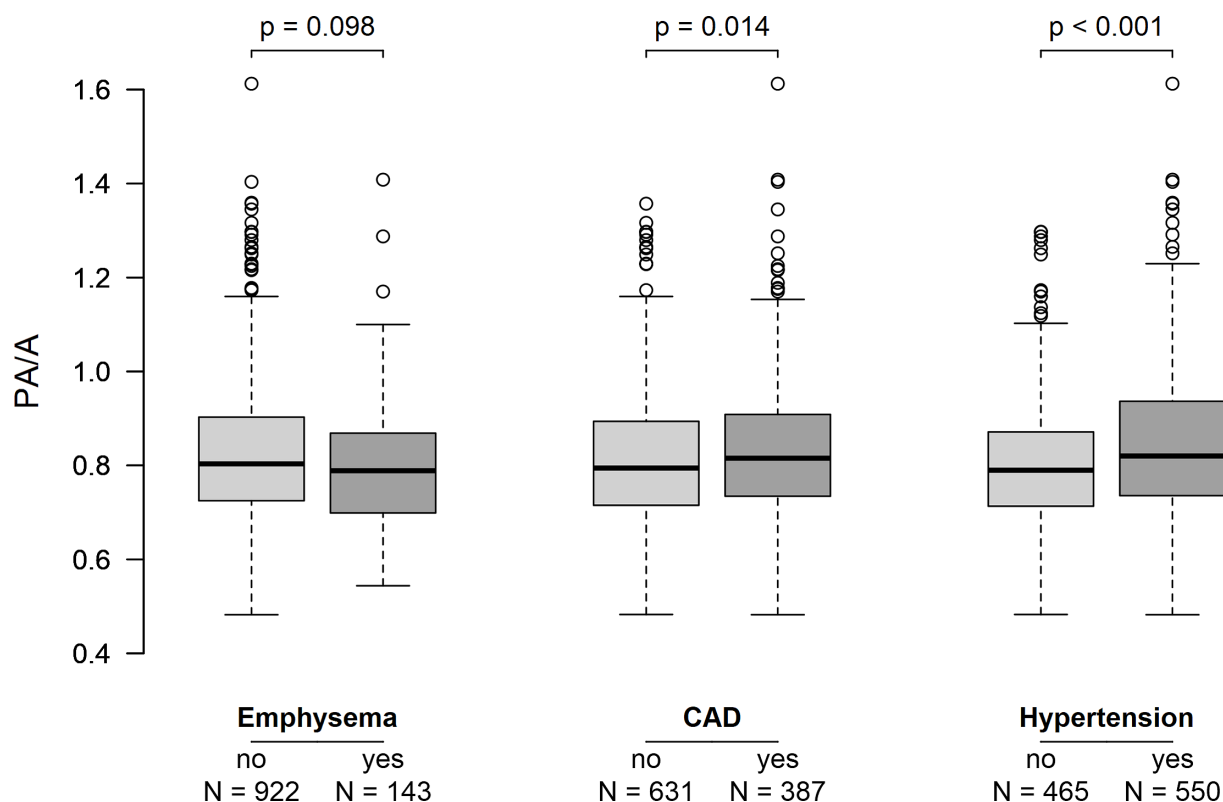 p = 0.098 p = 0.014 p < 0.001
1.6
1.4
1.2
1.0
0.8
0.6
0.4
PA/A
Emphysema CAD Hypertension
no yes no yes no yes
N = 922 N = 143 N = 631 N = 387 N = 465 N = 550